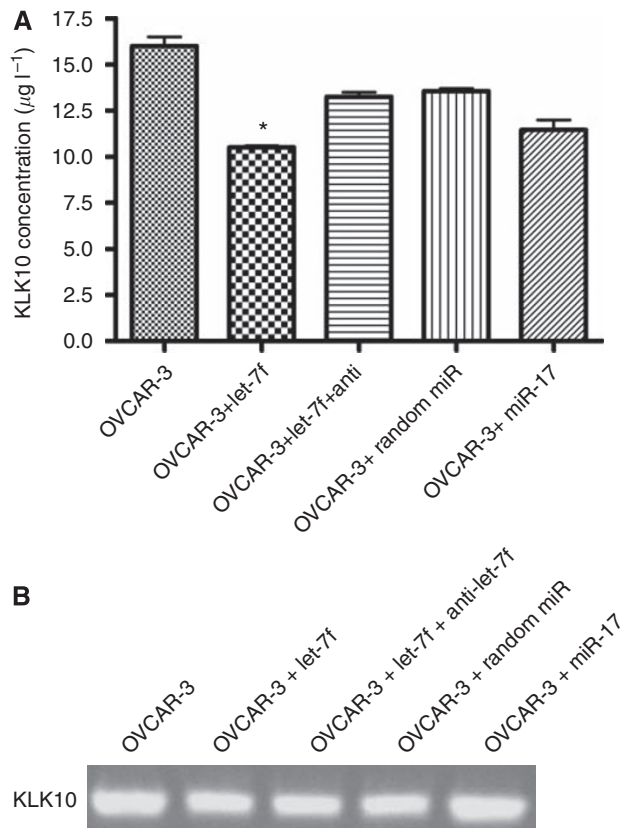 A
KLK10 concentration (µg l⁻¹)
17.5
15.0
12.5
10.0
7.5
5.0
2.5
0.0
*
OVCAR-3
OVCAR-3+let-7f
OVCAR-3+let-7f+anti
OVCAR-3+ random miR
OVCAR-3+ miR-17
B
OVCAR-3
OVCAR-3 + let-7f
OVCAR-3 + let-7f + anti-let-7f
OVCAR-3 + random miR
OVCAR-3 + miR-17
KLK10